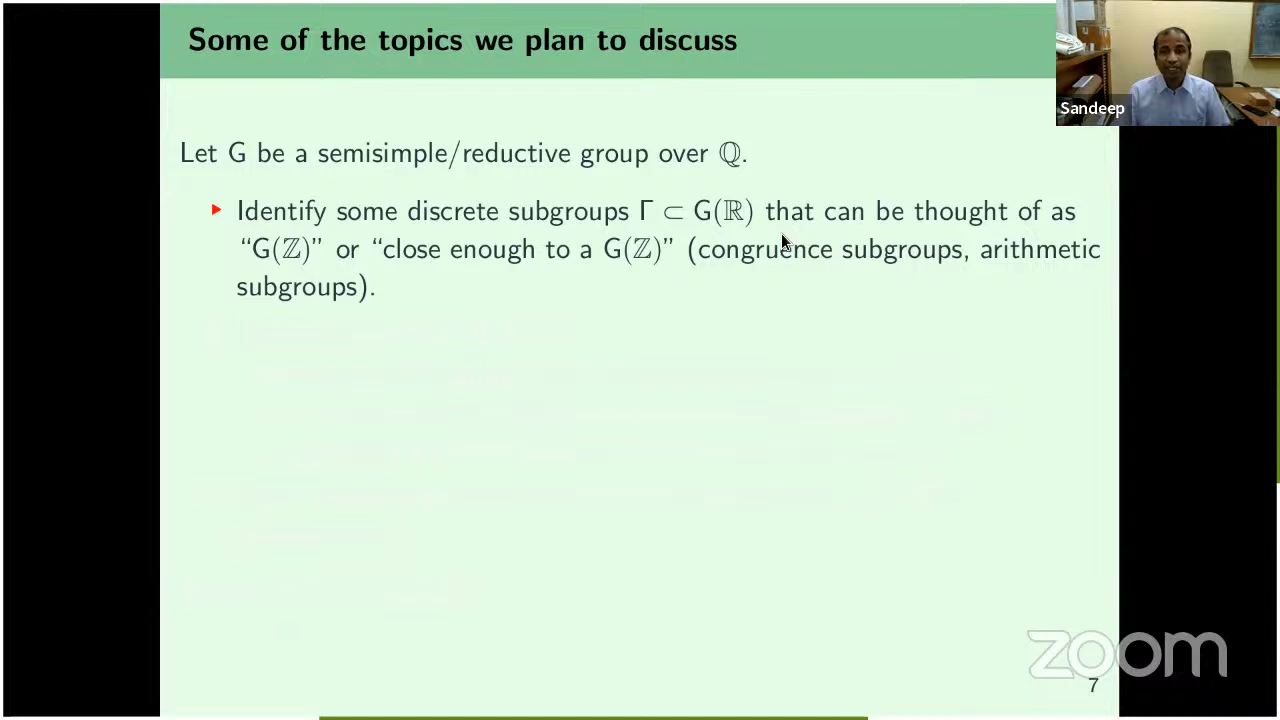 Some of the topics we plan to discuss
Sandeep
Let G be a semisimple/reductive group over ℚ.
Identify some discrete subgroups Γ ⊂ G(ℝ) that can be thought of as
“G(ℤ)” or “close enough to a G(ℤ)” (congruence subgroups, arithmetic
subgroups).
zoom
7